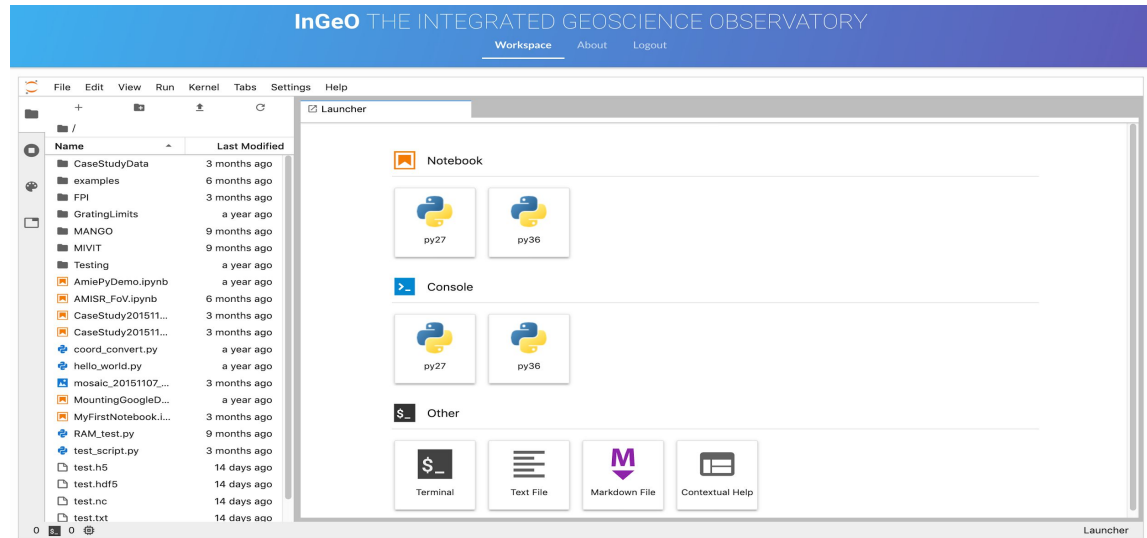 InGeO THE INTEGRATED GEOSCIENCE OBSERVATORY
Workspace About Logout
File Edit View Run Kernel Tabs Settings Help
Launcher
/
Name Last Modified
CaseStudyData 3 months ago
examples 6 months ago
FPI 3 months ago
GratingLimits a year ago
MANGO 9 months ago
MIVIT 9 months ago
Testing a year ago
AmiePyDemo.ipynb a year ago
AMISR_FoV.ipynb 6 months ago
CaseStudy201511... 3 months ago
CaseStudy201511... 3 months ago
coord_convert.py a year ago
hello_world.py a year ago
mosaic_20151107_... 3 months ago
MountingGoogleD... a year ago
MyFirstNotebook.i... 3 months ago
RAM_test.py 9 months ago
test_script.py 3 months ago
test.h5 14 days ago
test.hdf5 14 days ago
test.nc 14 days ago
test.txt 14 days ago
Notebook
py27 py36
Console
py27 py36
$_ Other
$_ M
Terminal Text File Markdown File Contextual Help
0 $_ 0 Launcher